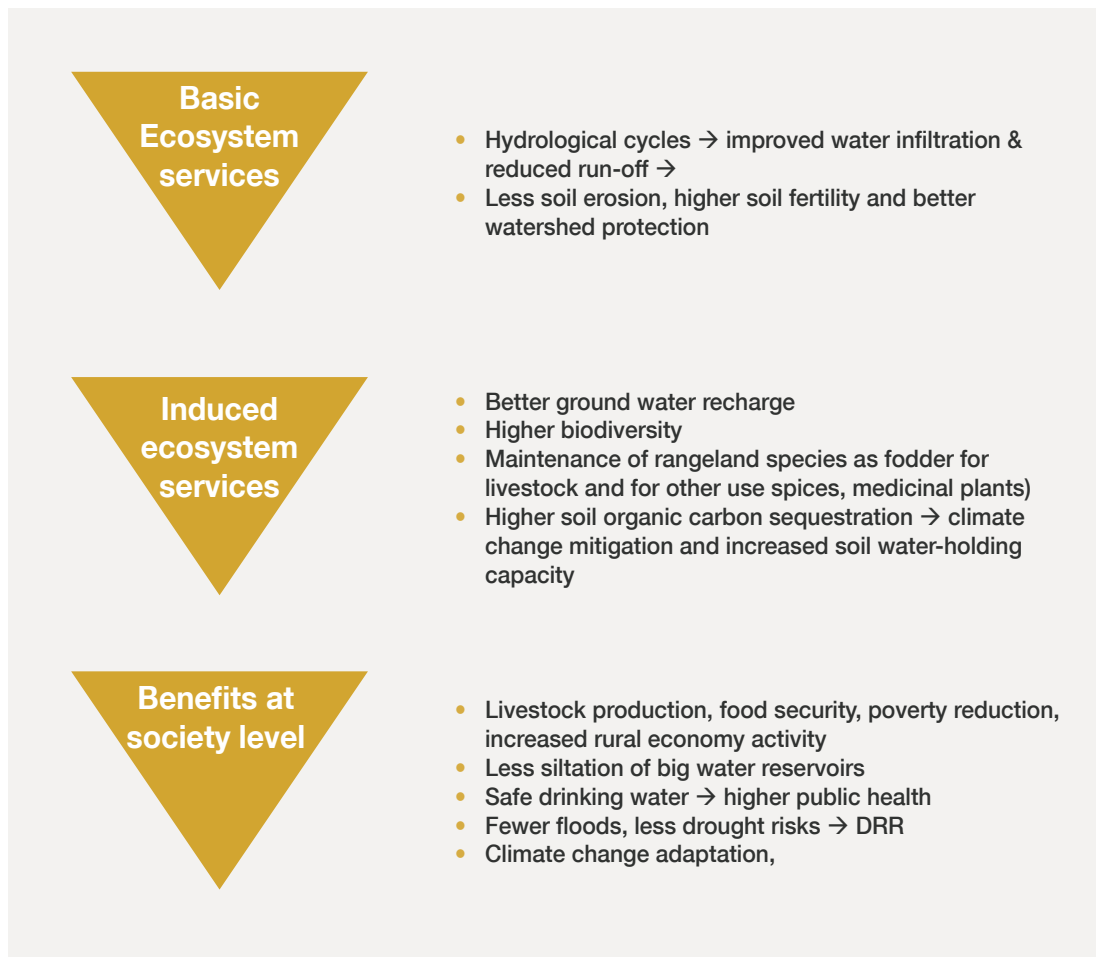 Basic
Ecosystem
services
• Hydrological cycles → improved water infiltration &
reduced run-off →
• Less soil erosion, higher soil fertility and better
watershed protection
Induced
ecosystem
services
• Better ground water recharge
• Higher biodiversity
• Maintenance of rangeland species as fodder for
livestock and for other use spices, medicinal plants)
• Higher soil organic carbon sequestration → climate
change mitigation and increased soil water-holding
capacity
Benefits at
society level
• Livestock production, food security, poverty reduction,
increased rural economy activity
• Less siltation of big water reservoirs
• Safe drinking water → higher public health
• Fewer floods, less drought risks → DRR
• Climate change adaptation,